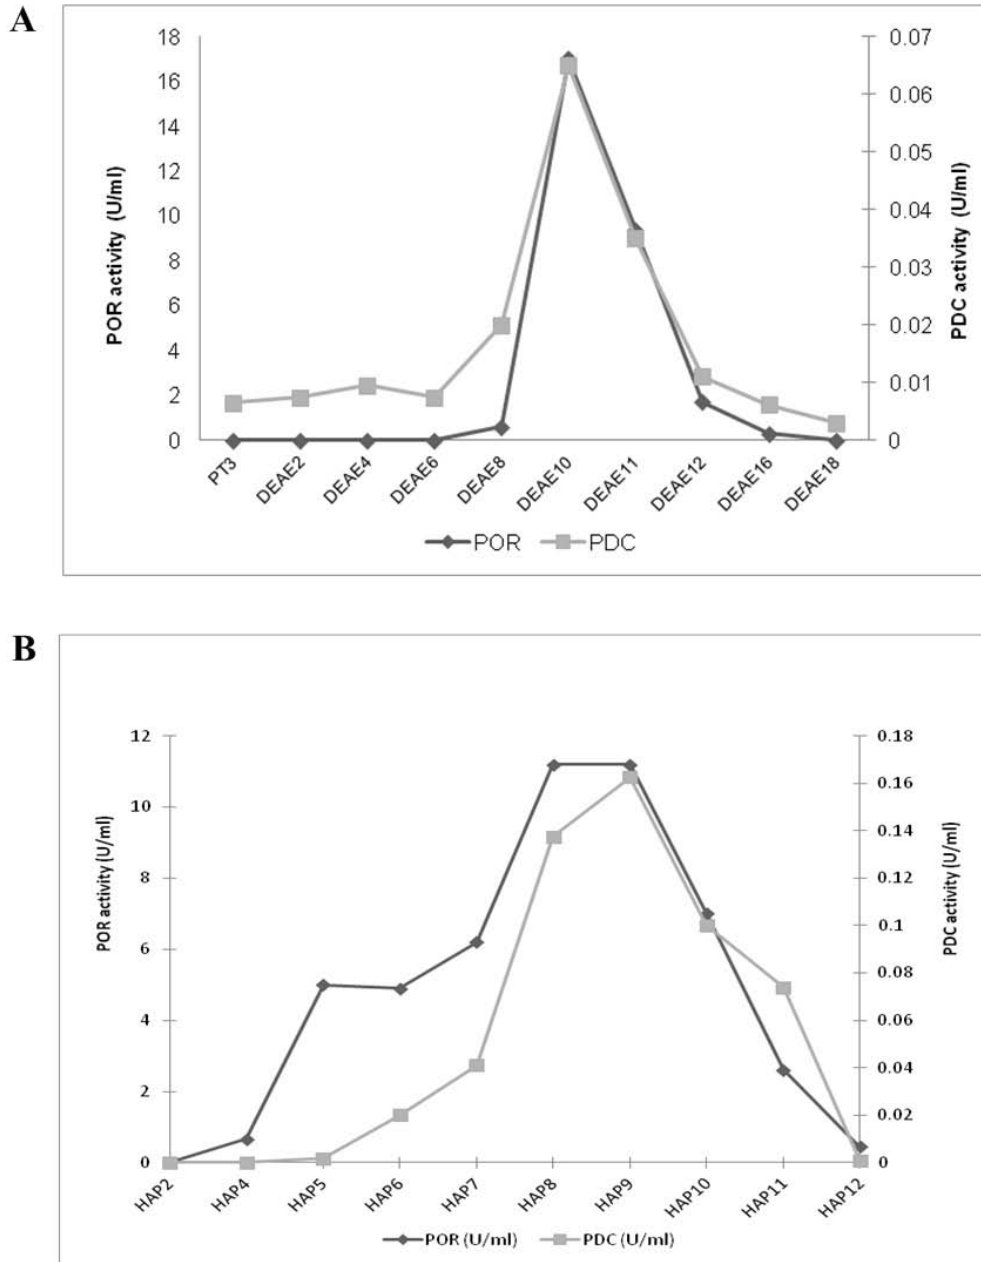 A
POR activity (U/ml)
18
16
14
12
10
8
6
4
2
0
0.07
0.06
0.05
0.04
0.03
0.02
0.01
0
PDC activity (U/ml)
PT3
DEAE2
DEAE4
DEAE6
DEAE8
DEAE10
DEAE11
DEAE12
DEAE16
DEAE18
POR
PDC
B
POR activity (U/ml)
12
10
8
6
4
2
0
0.18
0.16
0.14
0.12
0.1
0.08
0.06
0.04
0.02
0
PDC activity (U/ml)
HAP2
HAP4
HAP5
HAP6
HAP7
HAP8
HAP9
HAP10
HAP11
HAP12
POR (U/ml)
PDC (U/ml)